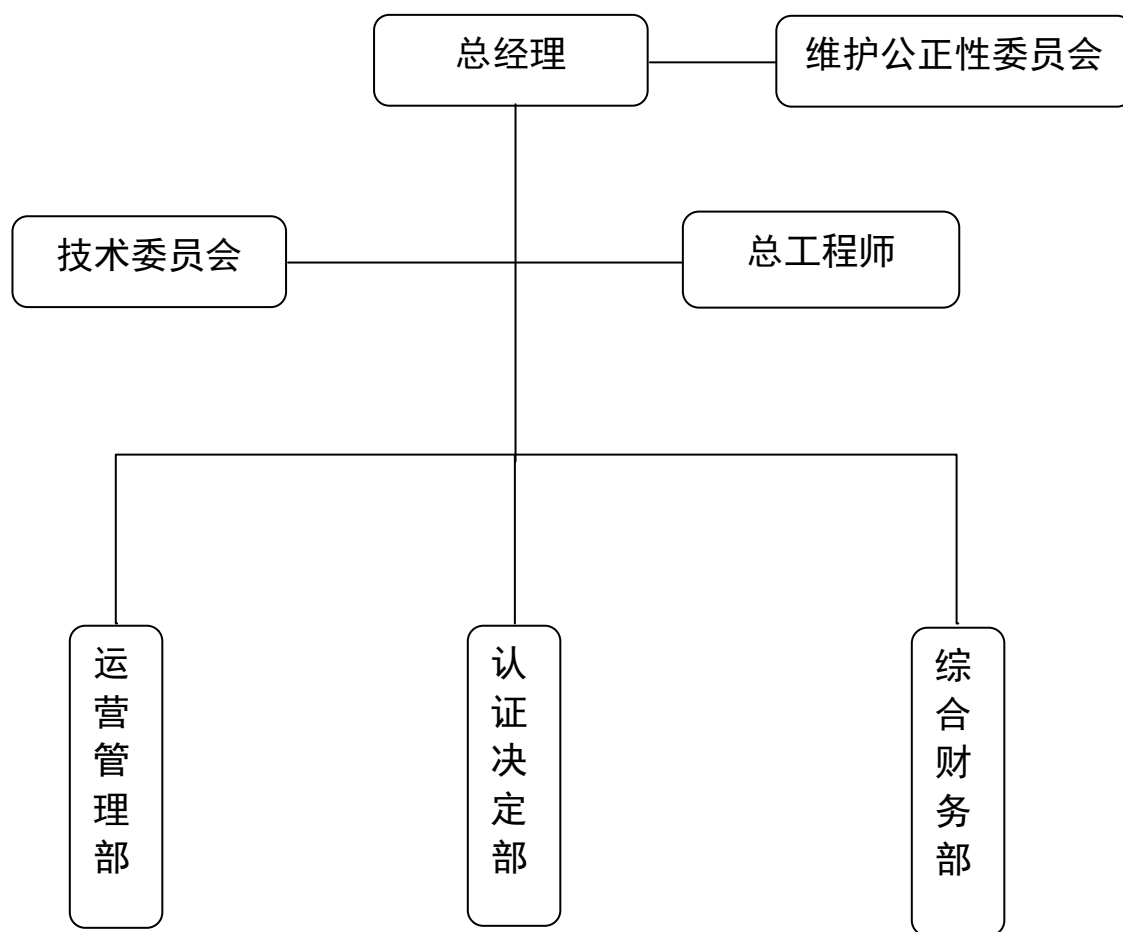 总经理
维护公正性委员会
技术委员会
总工程师
运营管理部
认证决定部
综合财务部